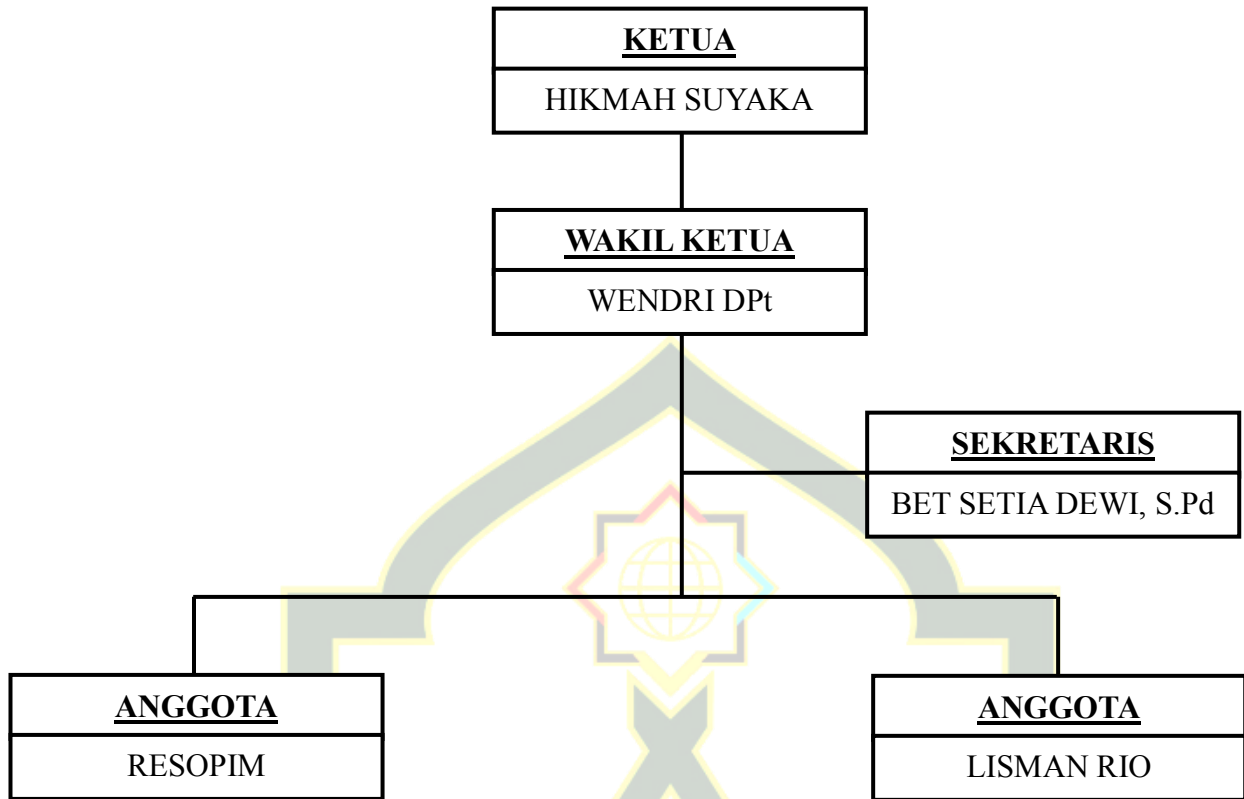 KETUA
HIKMAH SUYAKA
WAKIL KETUA
WENDRI DPt
SEKRETARIS
BET SETIA DEWI, S.Pd
ANGGOTA
RESOPIM
ANGGOTA
LISMAN RIO